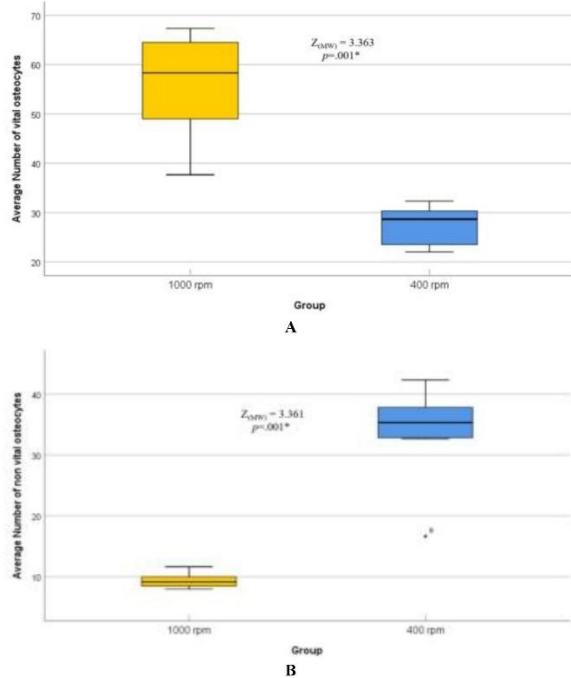 70
60
50
40
30
20
Average Number of vital osteocytes
Z(MW) = 3.363
p=.001*
1000 rpm
400 rpm
Group
A
40
30
20
10
Average Number of non vital osteocytes
Z(MW) = 3.361
p=.001*
1000 rpm
400 rpm
Group
B